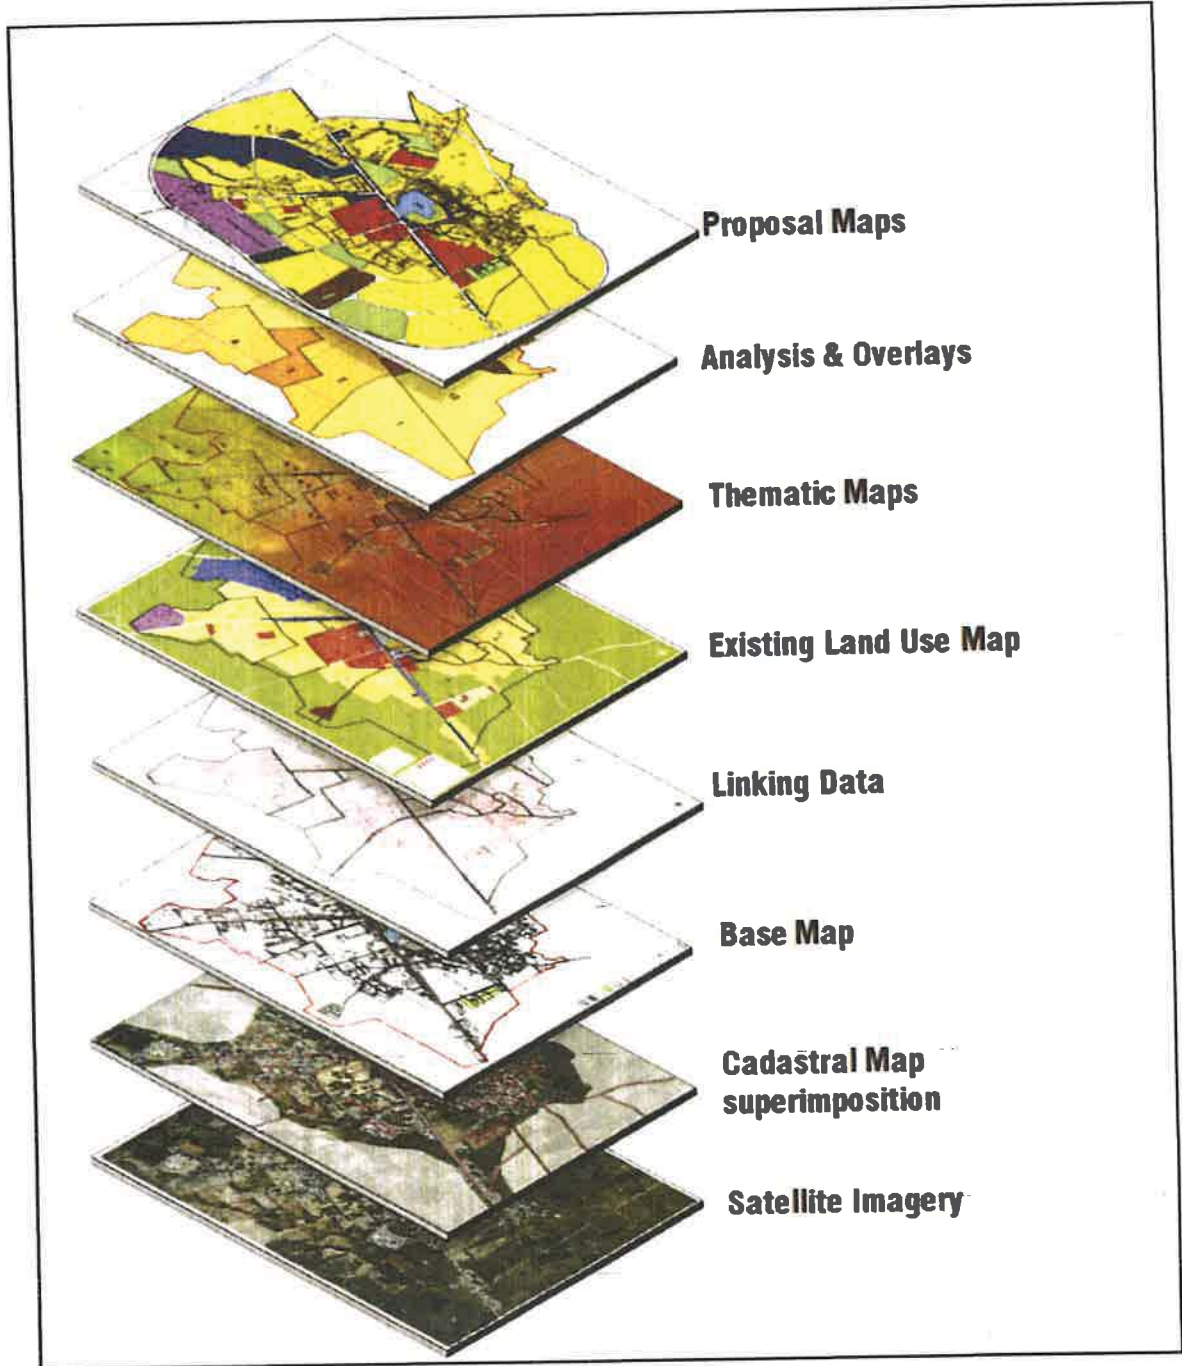 Proposal Maps
Analysis & Overlays
Thematic Maps
Existing Land Use Map
Linking Data
Base Map
Cadastral Map
superimposition
Satellite Imagery